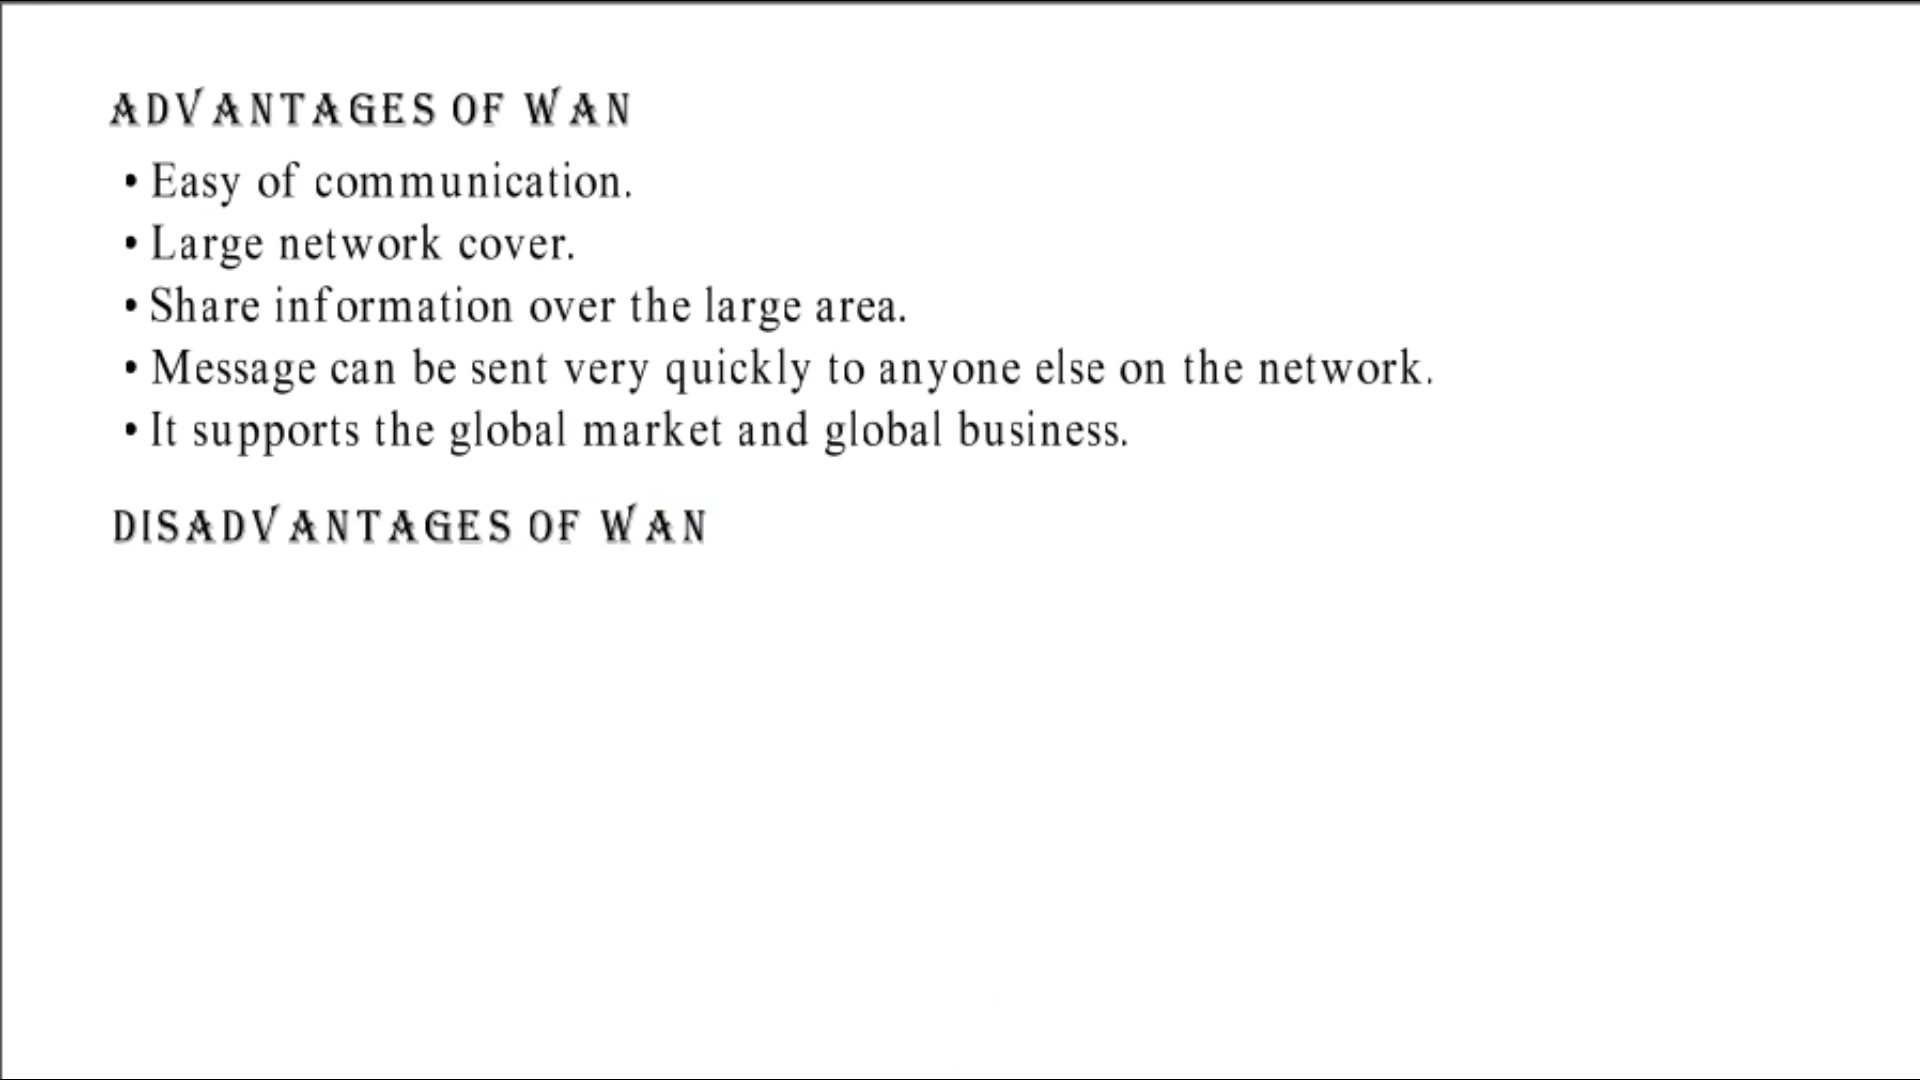 ADVANTAGES OF WAN
• Easy of communication.
• Large network cover.
• Share information over the large area.
• Message can be sent very quickly to anyone else on the network.
• It supports the global market and global business.
DISADVANTAGES OF WAN